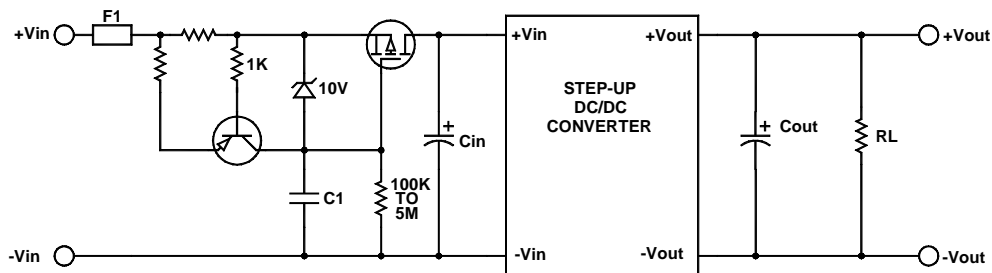 F1
+Vin
1K
10V
C1
100K
TO
5M
+
Cin
-Vin
+Vin
+Vout
STEP-UP
DC/DC
CONVERTER
-Vin
-Vout
+
Cout
RL
+Vout
-Vout